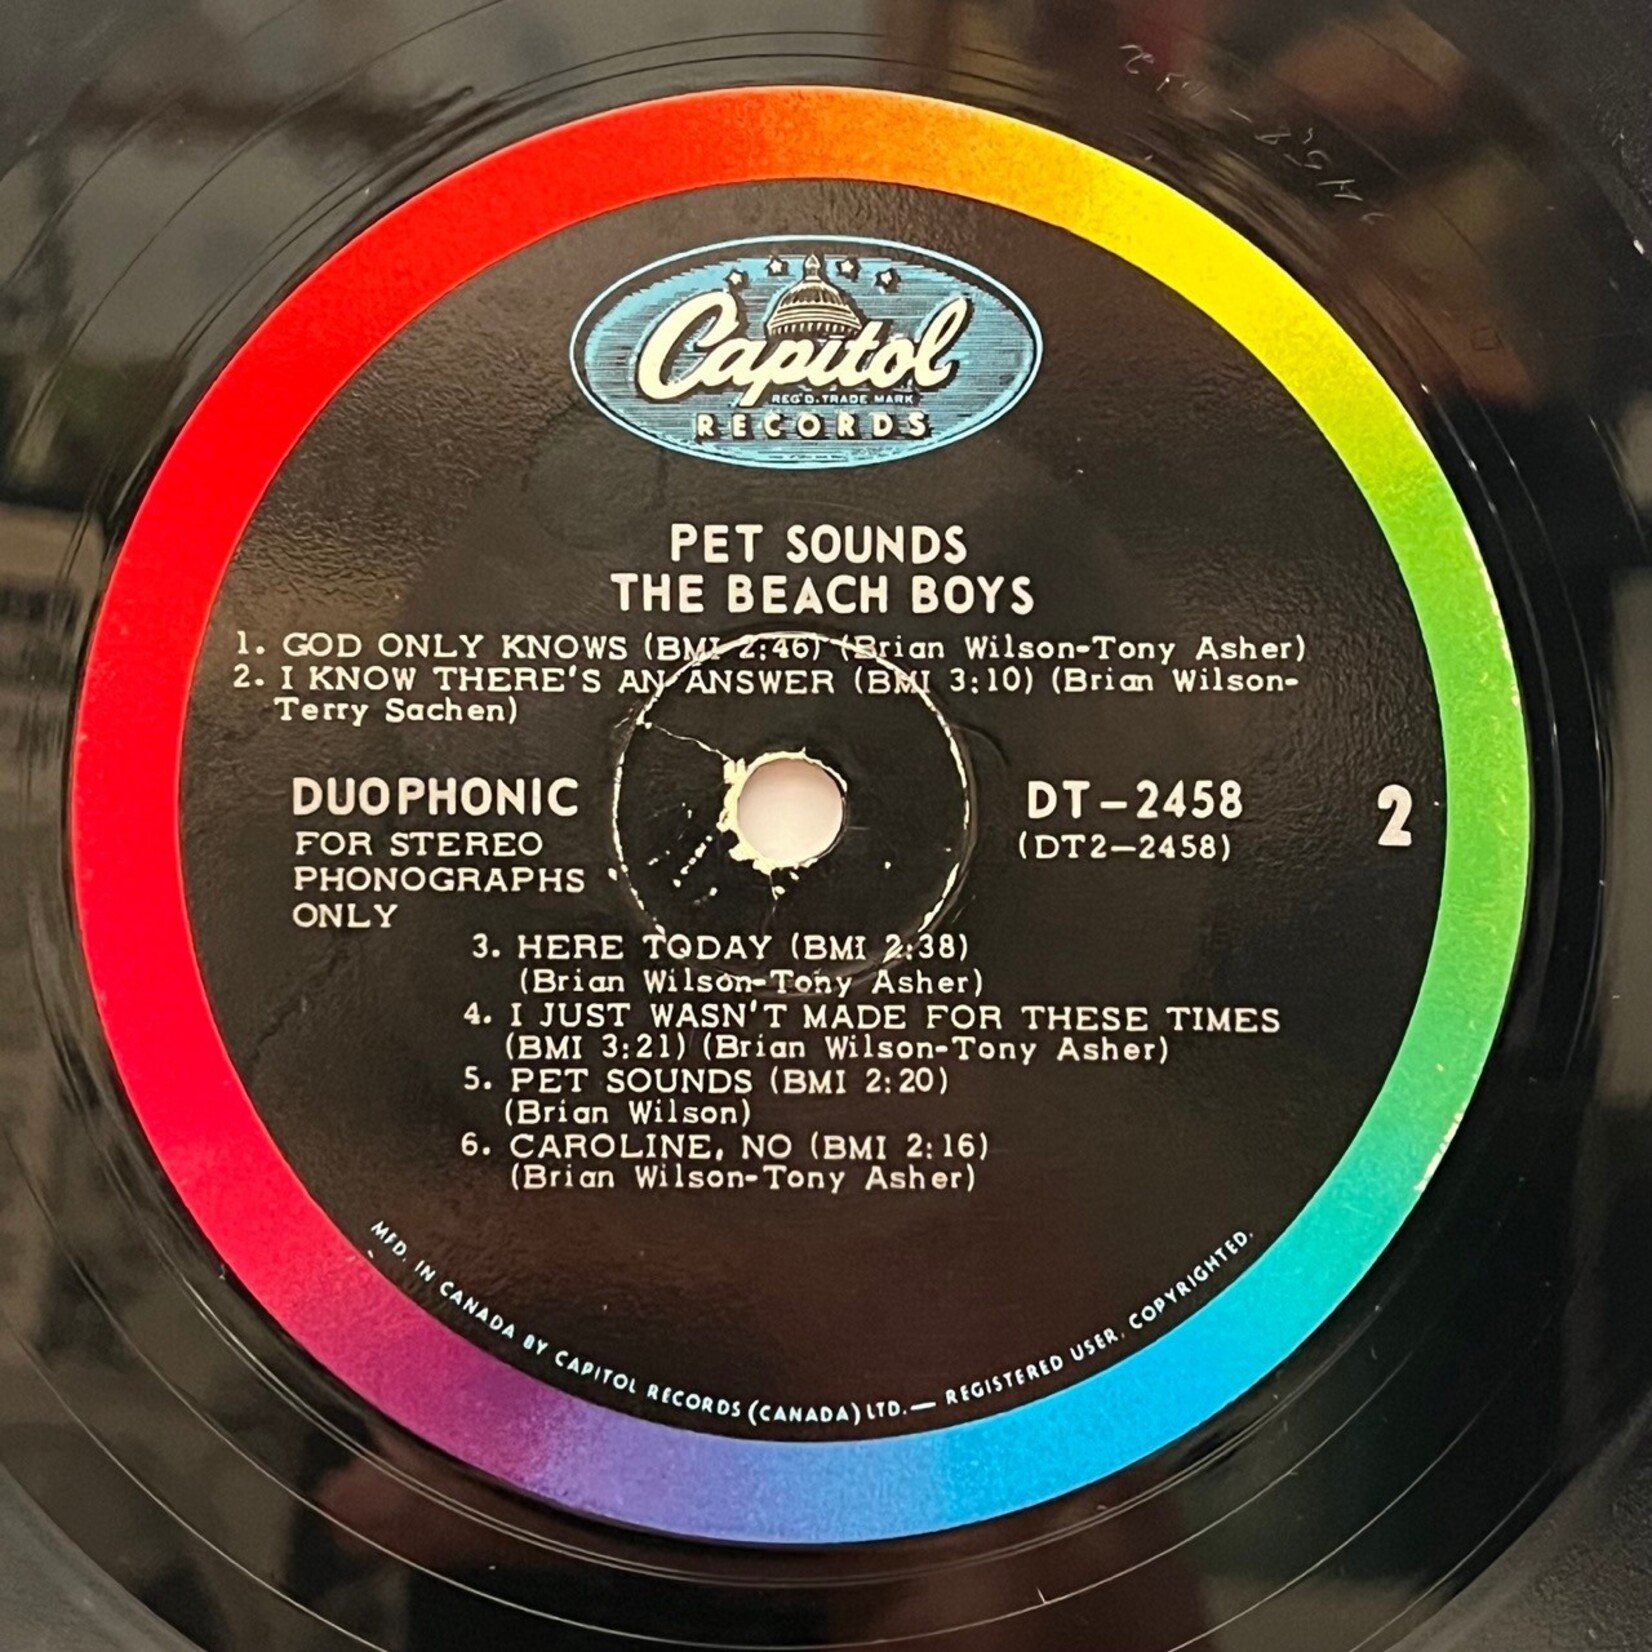 Capitol
REG'D. TRADE MARK
RECORDS
PET SOUNDS
THE BEACH BOYS
1. GOD ONLY KNOWS (BMI 2:46) (Brian Wilson-Tony Asher)
2. I KNOW THERE'S AN ANSWER (BMI 3:10) (Brian Wilson-
Terry Sachen)
DUOPHONIC
FOR STEREO
PHONOGRAPHS
ONLY
DT-2458
(DT2-2458)
2
3. HERE TODAY (BMI 2:38)
(Brian Wilson-Tony Asher)
4. I JUST WASN'T MADE FOR THESE TIMES
(BMI 3:21) (Brian Wilson-Tony Asher)
5. PET SOUNDS (BMI 2:20)
(Brian Wilson)
6. CAROLINE, NO (BMI 2:16)
(Brian Wilson-Tony Asher)
MFD. IN CANADA BY CAPITOL RECORDS (CANADA) LTD.— REGISTERED USER. COPYRIGHTED.